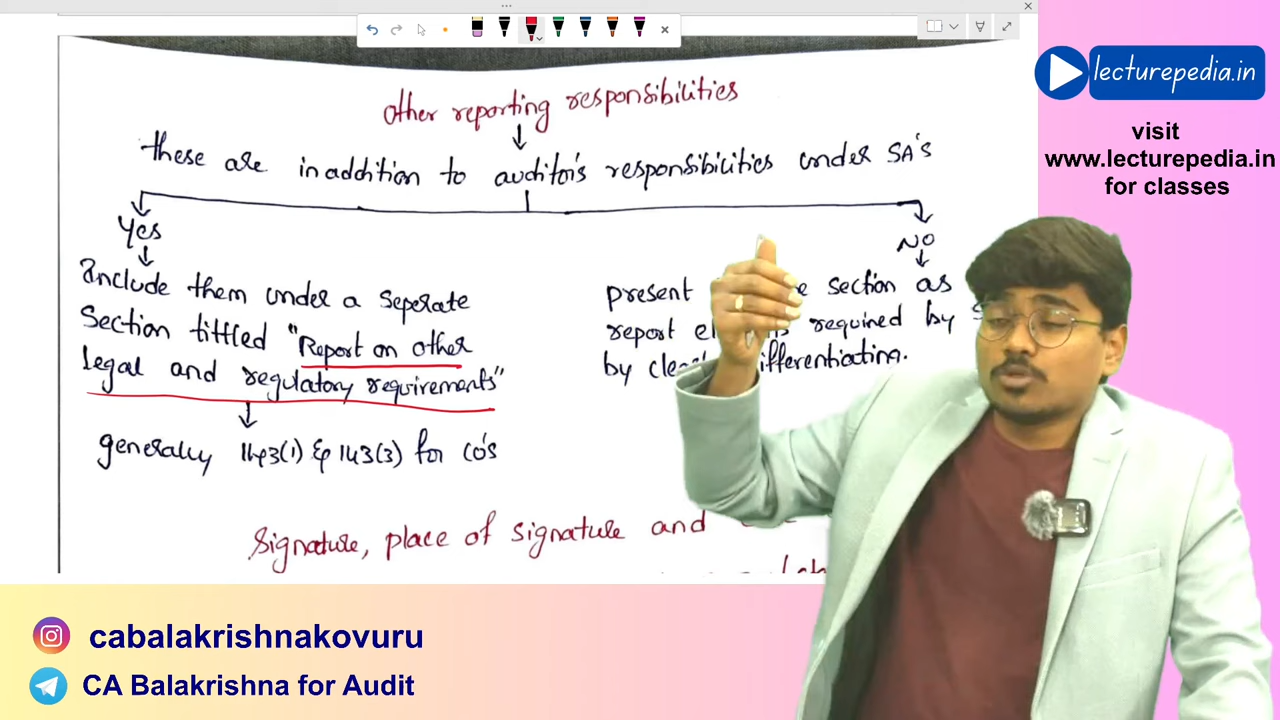 other reporting responsibilities
these are in addition to auditor's responsibilities under SA's
Yes
NO
Include them under a seperate
Section tittled "Report on other
legal and regulatory requirements"
generally 143(1) & 143(3) for co's
present section as
report required by
by differentiating.
Signature, place of signature and
lecturepedia.in
visit
www.lecturepedia.in
for classes
cabalakrishnakovuru
CA Balakrishna for Audit